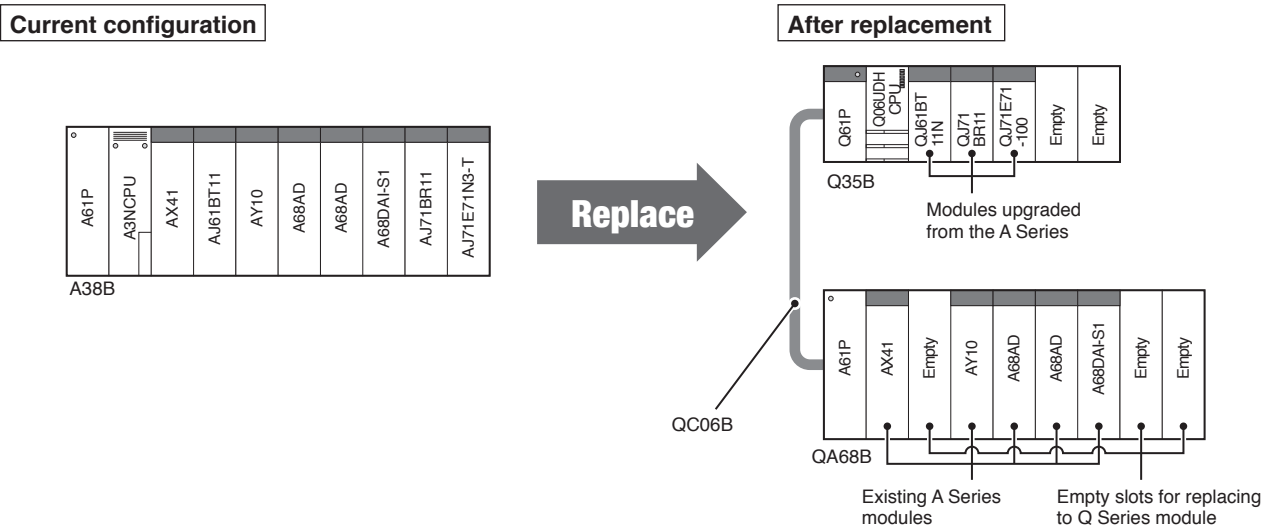 Current configuration
A61P
A3NCPU
AX41
AJ61BT11
AY10
A68AD
A68AD
A68DAI-S1
AJ71BR11
AJ71E71N3-T
A38B
Replace
After replacement
Q61P
Q06UDH
CPU
QJ61BT
11N
QJ71
BR11
QJ71E71
-100
Empty
Empty
Q35B
Modules upgraded
from the A Series
A61P
AX41
Empty
AY10
A68AD
A68AD
A68DAI-S1
Empty
Empty
QC06B
QA68B
Existing A Series
modules
Empty slots for replacing
to Q Series module